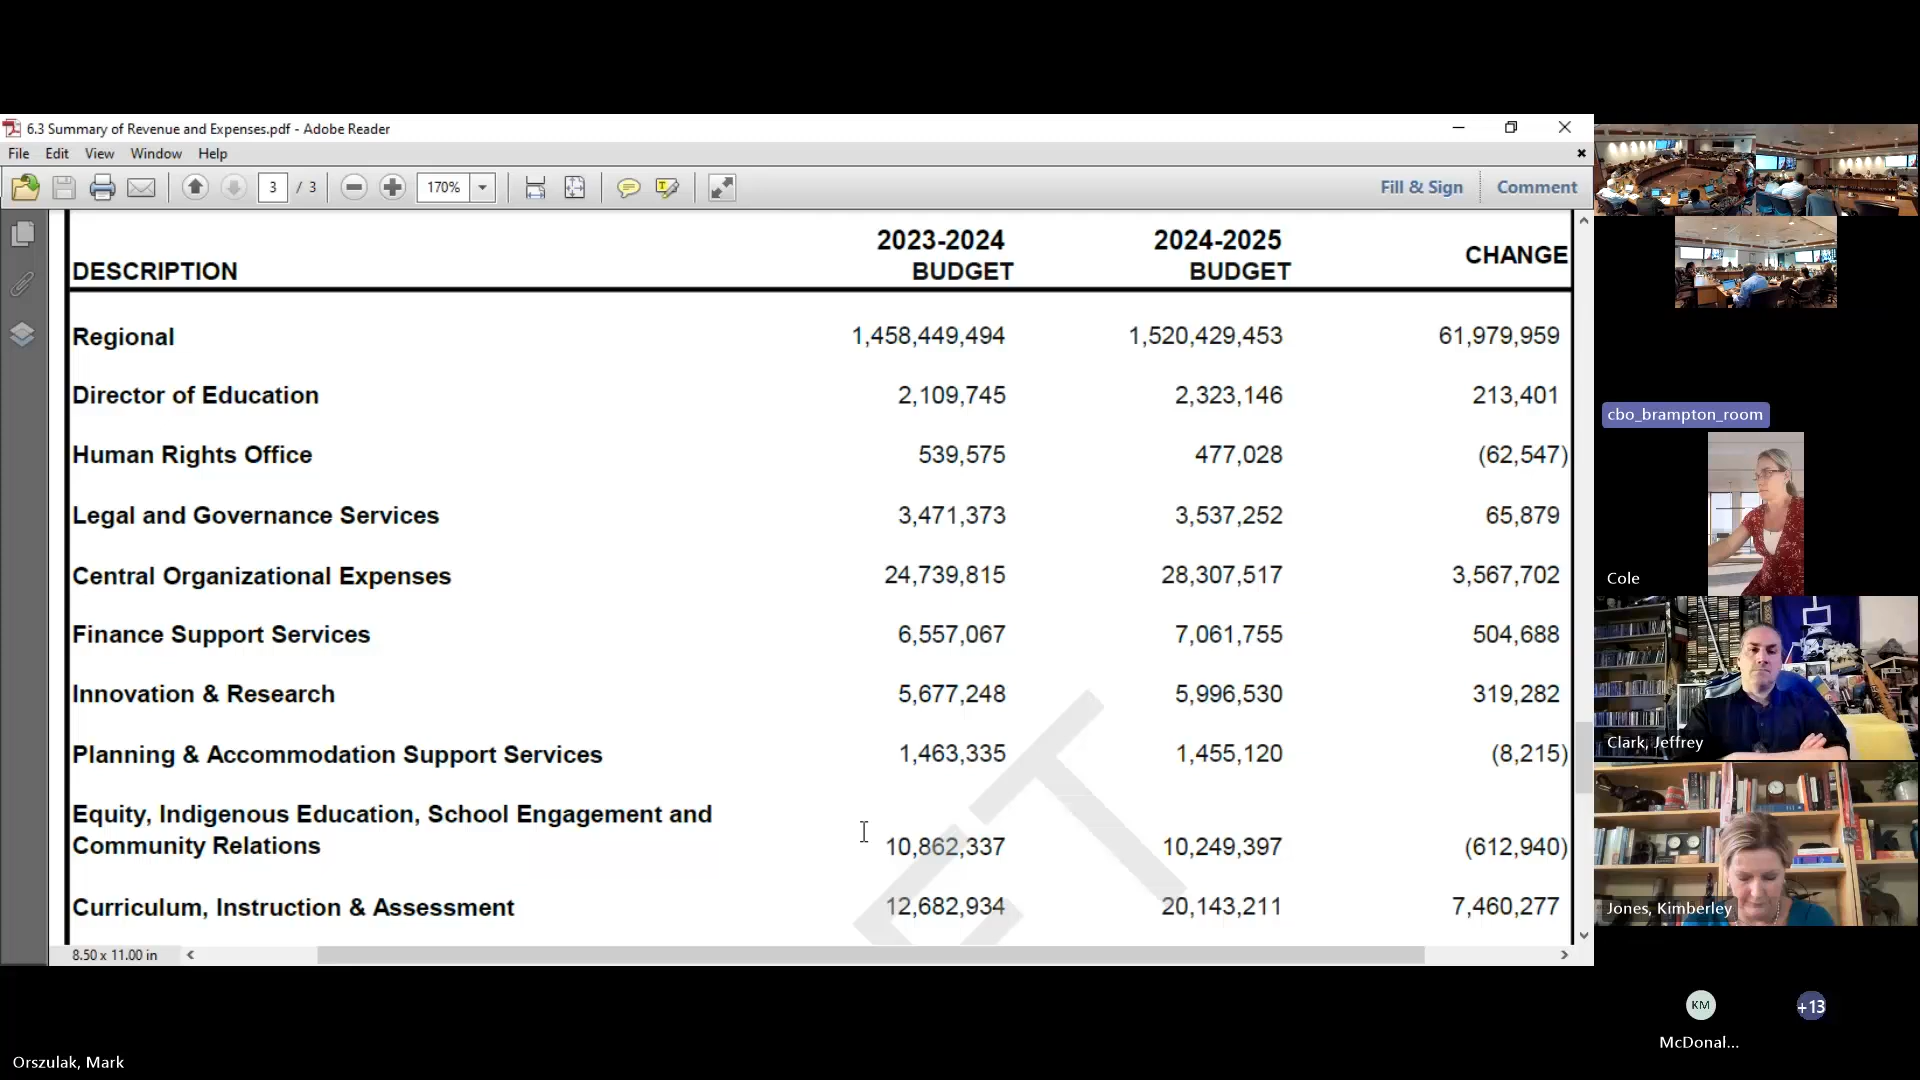 6.3 Summary of Revenue and Expenses.pdf - Adobe Reader
File Edit View Window Help
3 / 3 170% Fill & Sign Comment
DESCRIPTION 2023-2024 BUDGET 2024-2025 BUDGET CHANGE
Regional 1,458,449,494 1,520,429,453 61,979,959
Director of Education 2,109,745 2,323,146 213,401
Human Rights Office 539,575 477,028 (62,547)
Legal and Governance Services 3,471,373 3,537,252 65,879
Central Organizational Expenses 24,739,815 28,307,517 3,567,702
Finance Support Services 6,557,067 7,061,755 504,688
Innovation & Research 5,677,248 5,996,530 319,282
Planning & Accommodation Support Services 1,463,335 1,455,120 (8,215)
Equity, Indigenous Education, School Engagement and
Community Relations 10,862,337 10,249,397 (612,940)
Curriculum, Instruction & Assessment 12,682,934 20,143,211 7,460,277
8.50 x 11.00 in
cbo_brampton_room
Cole
Clark, Jeffrey
Jones, Kimberley
KM
+13
McDonal...
Orszulak, Mark